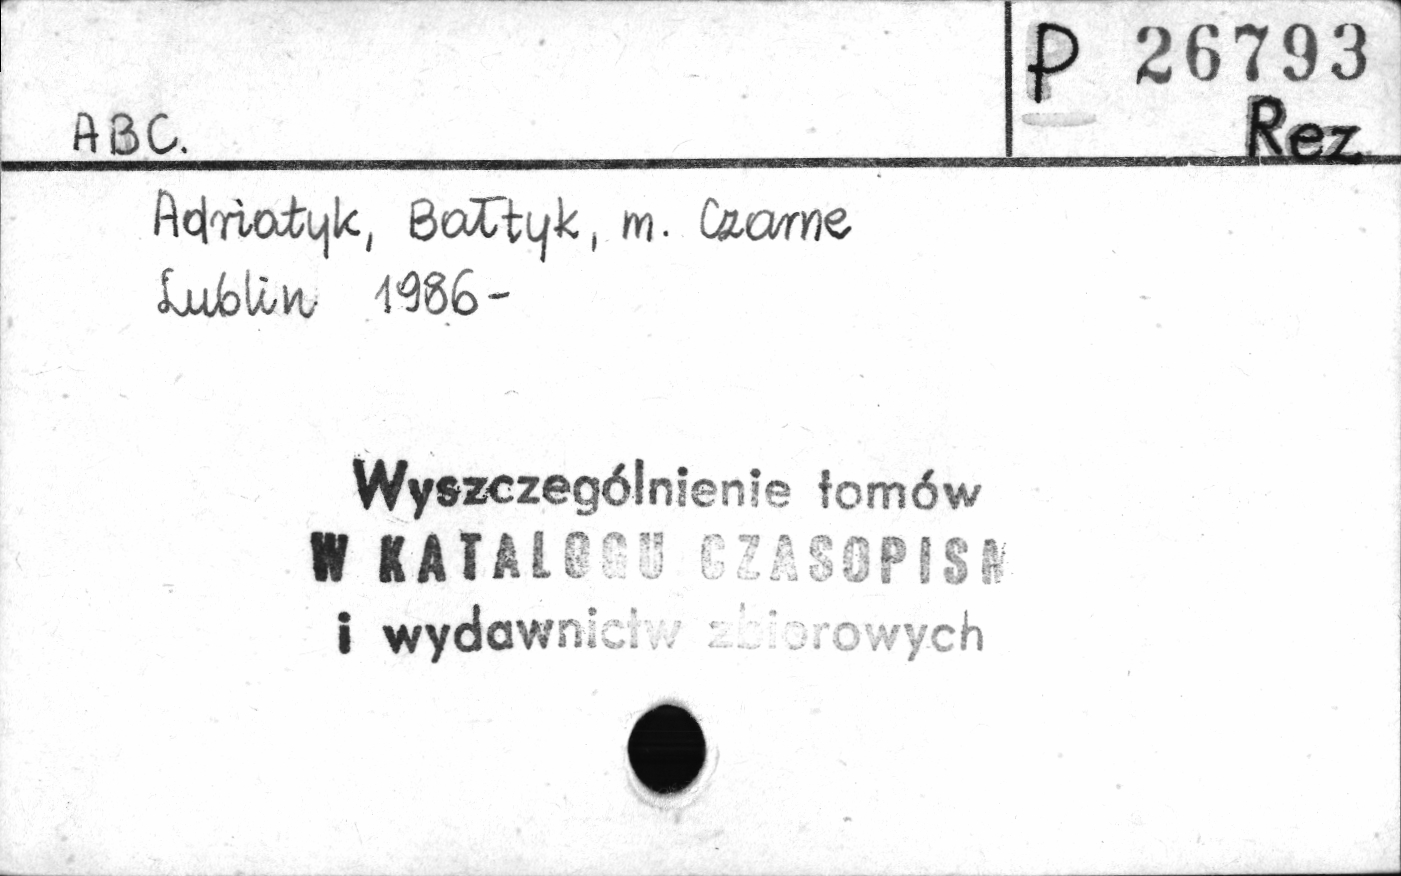 P 26793
Rez
ABC.
Adriatyk, Bałtyk, m. Czarne
Lublin 1986-
Wyszczególnienie tomów
W KATALOGU CZASOPISM
i wydawnictw zbiorowych